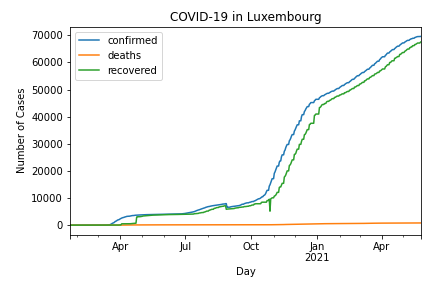 COVID-19 in Luxembourg
confirmed
deaths
recovered
Number of Cases
70000
60000
50000
40000
30000
20000
10000
0
Apr
Jul
Oct
Jan
2021
Apr
Day